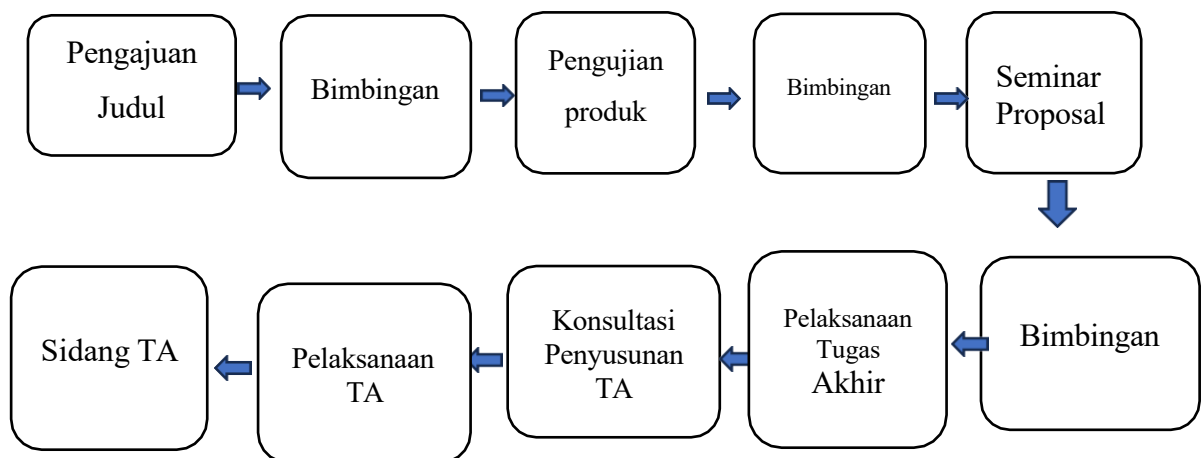 Pengajuan
Judul
Bimbingan
Pengujian
produk
Bimbingan
Seminar
Proposal
Bimbingan
Pelaksanaan
Tugas
Akhir
Konsultasi
Penyusunan
TA
Pelaksanaan
TA
Sidang TA